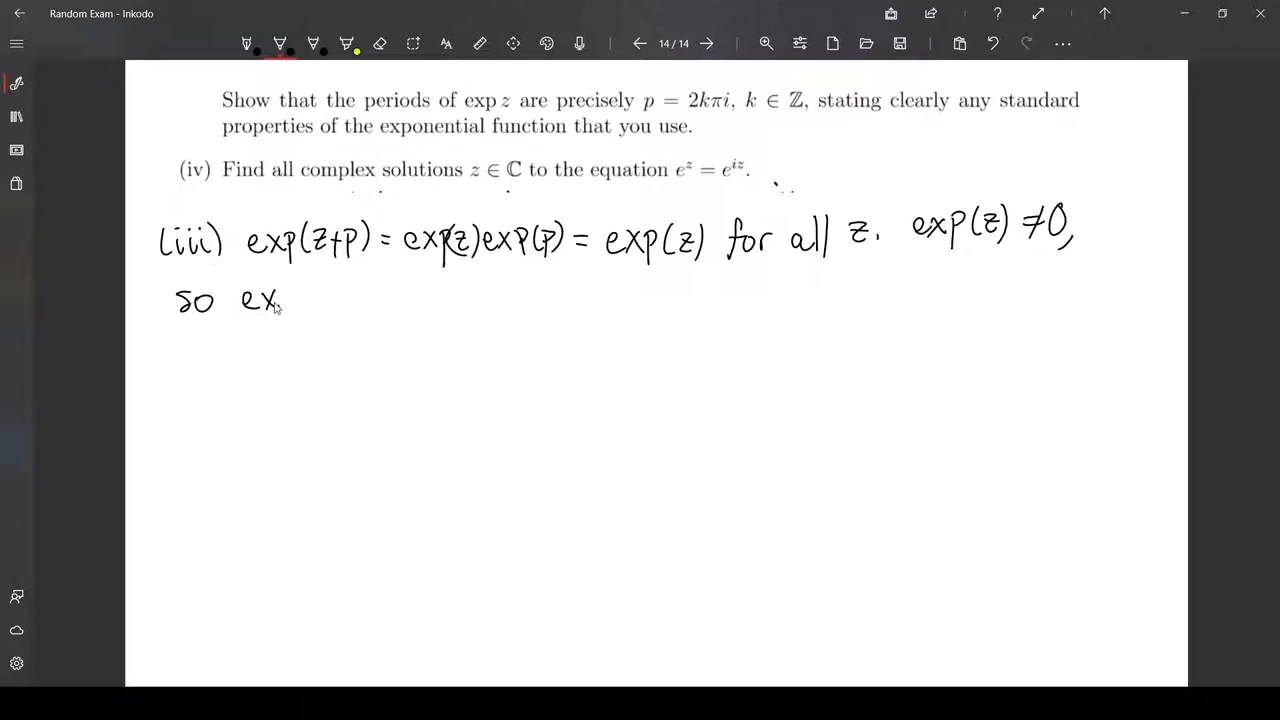 Random Exam - Inkodo
14/14
Show that the periods of exp z are precisely p = 2kπi, k ∈ ℤ, stating clearly any standard
properties of the exponential function that you use.
(iv) Find all complex solutions z ∈ ℂ to the equation e^z = e^{iz}.
(iii) exp(z+p) = exp(z)exp(p) = exp(z) for all z. exp(z) ≠ 0,
so ex